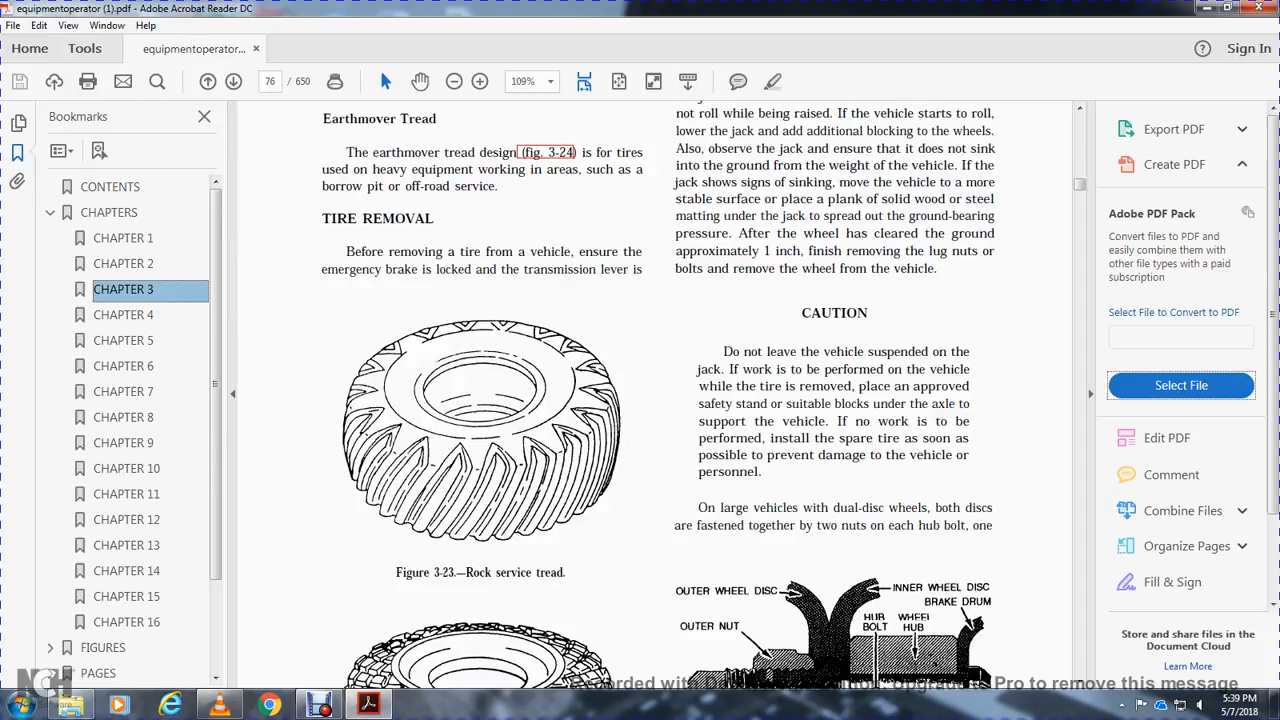 equipmentoperator (1).pdf - Adobe Acrobat Reader DC
File Edit View Window Help
Home Tools equipmentoperator... × Sign In
76 / 650 109%
Bookmarks
CONTENTS
CHAPTERS
CHAPTER 1
CHAPTER 2
CHAPTER 3
CHAPTER 4
CHAPTER 5
CHAPTER 6
CHAPTER 7
CHAPTER 8
CHAPTER 9
CHAPTER 10
CHAPTER 11
CHAPTER 12
CHAPTER 13
CHAPTER 14
CHAPTER 15
CHAPTER 16
FIGURES
PAGES
Earthmover Tread
The earthmover tread design (fig. 3-24) is for tires
used on heavy equipment working in areas, such as a
borrow pit or off-road service.
TIRE REMOVAL
Before removing a tire from a vehicle, ensure the
emergency brake is locked and the transmission lever is
Figure 3-23.—Rock service tread.
not roll while being raised. If the vehicle starts to roll,
lower the jack and add additional blocking to the wheels.
Also, observe the jack and ensure that it does not sink
into the ground from the weight of the vehicle. If the
jack shows signs of sinking, move the vehicle to a more
stable surface or place a plank of solid wood or steel
matting under the jack to spread out the ground-bearing
pressure. After the wheel has cleared the ground
approximately 1 inch, finish removing the lug nuts or
bolts and remove the wheel from the vehicle.
CAUTION
Do not leave the vehicle suspended on the
jack. If work is to be performed on the vehicle
while the tire is removed, place an approved
safety stand or suitable blocks under the axle to
support the vehicle. If no work is to be
performed, install the spare tire as soon as
possible to prevent damage to the vehicle or
personnel.
On large vehicles with dual-disc wheels, both discs
are fastened together by two nuts on each hub bolt, one
OUTER WHEEL DISC
INNER WHEEL DISC
BRAKE DRUM
OUTER NUT
HUB BOLT
WHEEL HUB
Export PDF
Create PDF
Adobe PDF Pack
Convert files to PDF and
easily combine them with
other file types with a paid
subscription
Select File to Convert to PDF
Select File
Edit PDF
Comment
Combine Files
Organize Pages
Fill & Sign
Store and share files in the
Document Cloud
Learn More
NCH Software
Pro to remove this message
5:39 PM
5/7/2018